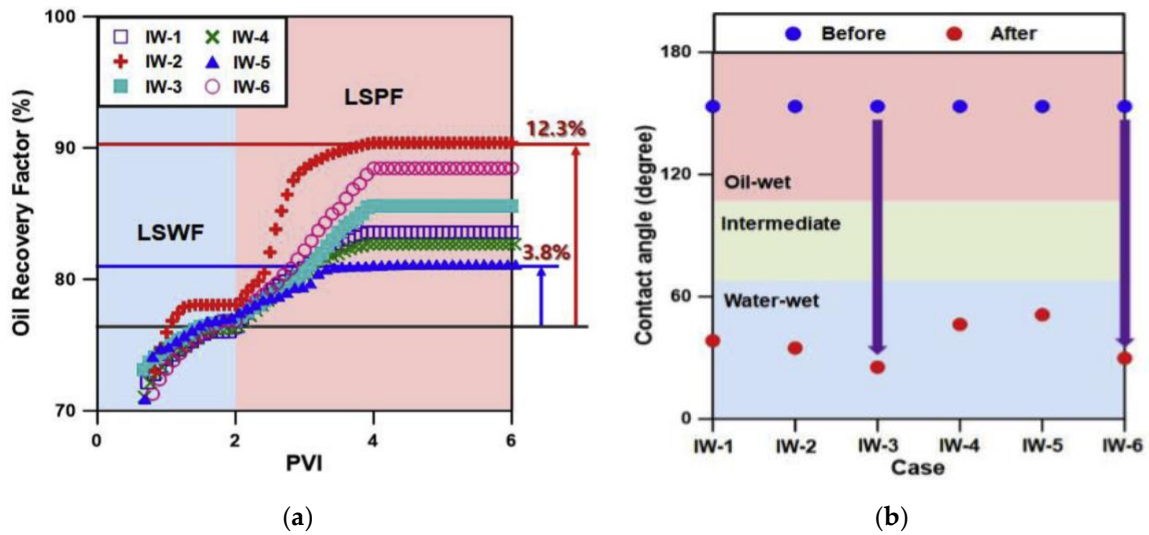 100
90
80
70
Oil Recovery Factor (%)
IW-1
IW-4
IW-2
IW-5
IW-3
IW-6
LSPF
LSWF
12.3%
3.8%
0
2
4
6
PVI
(a)
Before
After
180
120
60
0
Contact angle (degree)
Oil-wet
Intermediate
Water-wet
IW-1
IW-2
IW-3
IW-4
IW-5
IW-6
Case
(b)